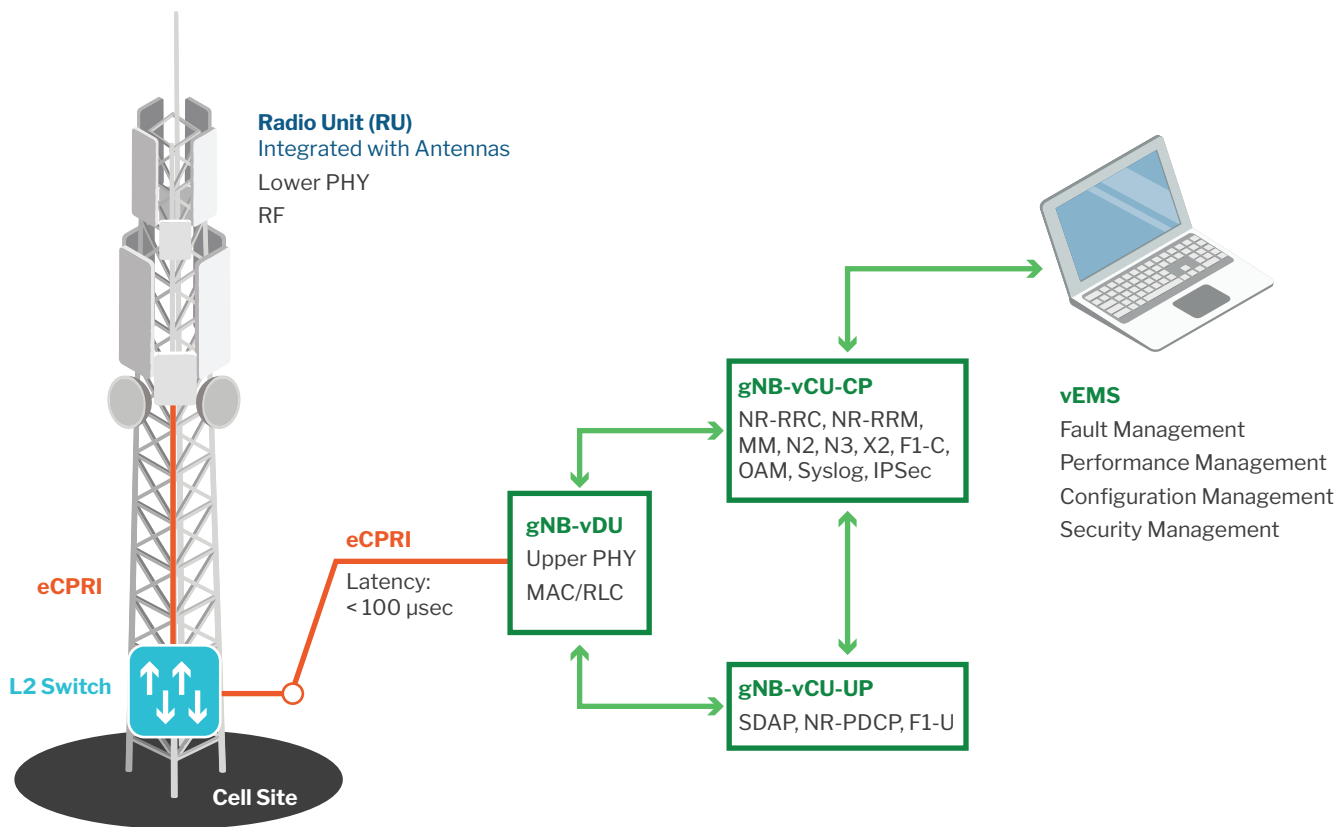 Radio Unit (RU)
Integrated with Antennas
Lower PHY
RF
eCPRI
L2 Switch
Cell Site
eCPRI
Latency:
< 100 µsec
gNB-vDU
Upper PHY
MAC/RLC
gNB-vCU-CP
NR-RRC, NR-RRM,
MM, N2, N3, X2, F1-C,
OAM, Syslog, IPSec
gNB-vCU-UP
SDAP, NR-PDCP, F1-U
vEMS
Fault Management
Performance Management
Configuration Management
Security Management